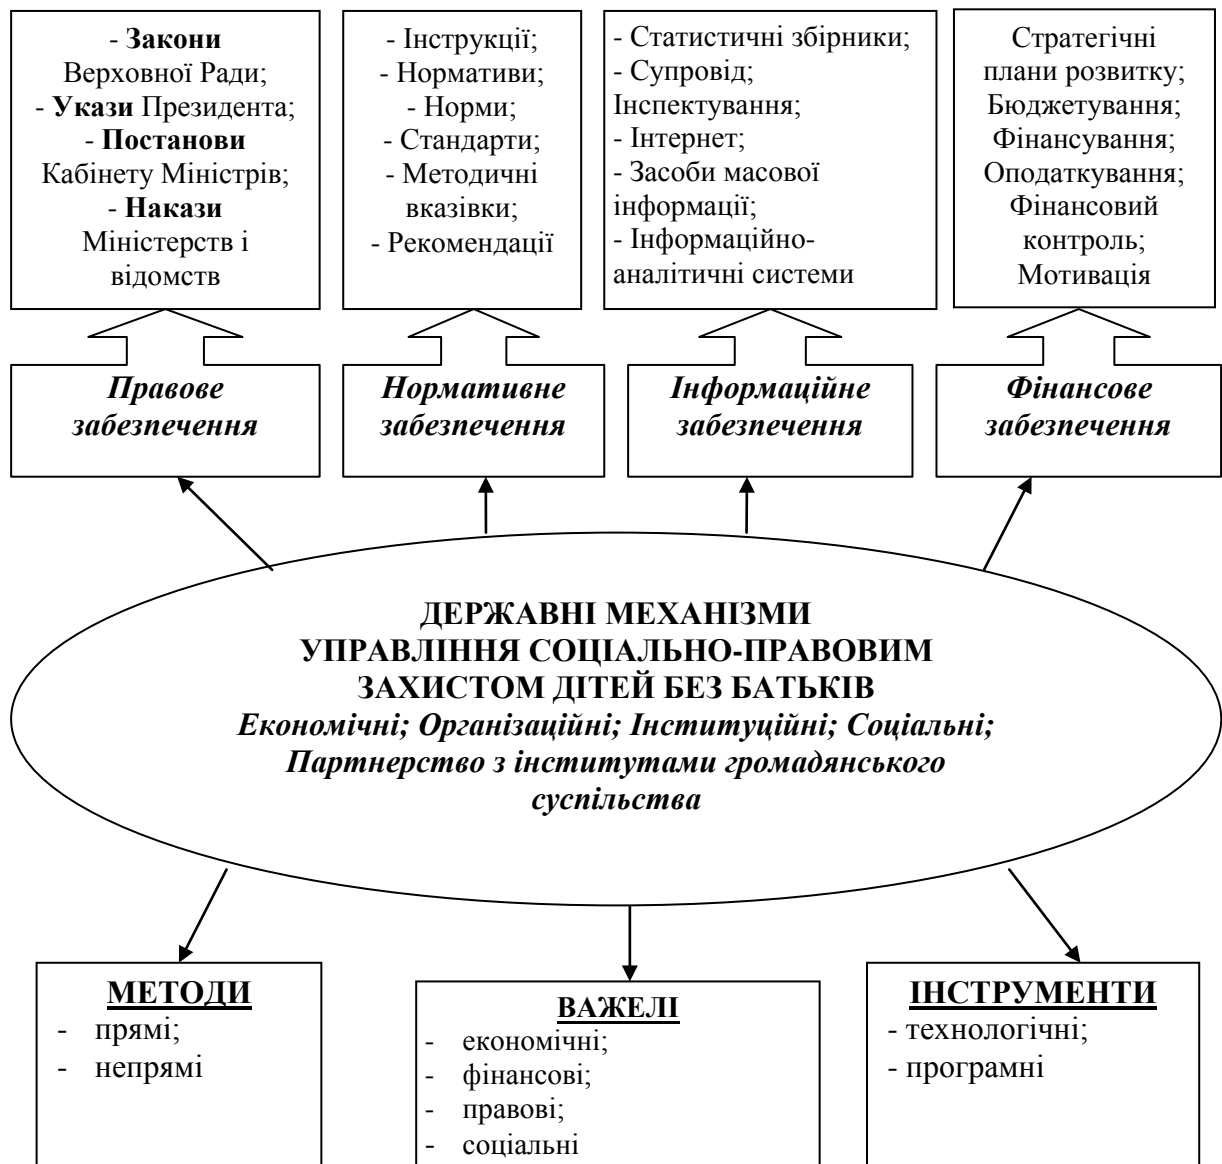 - Закони
Верховної Ради;
- Укази Президента;
- Постанови
Кабінету Міністрів;
- Накази
Міністерств і
відомств
- Інструкції;
- Нормативи;
- Норми;
- Стандарти;
- Методичні
вказівки;
- Рекомендації
- Статистичні збірники;
- Супровід;
Інспектування;
- Інтернет;
- Засоби масової
інформації;
- Інформаційно-
аналітичні системи
Стратегічні
плани розвитку;
Бюджетування;
Фінансування;
Оподаткування;
Фінансовий
контроль;
Мотивація
Правове
забезпечення
Нормативне
забезпечення
Інформаційне
забезпечення
Фінансове
забезпечення
ДЕРЖАВНІ МЕХАНІЗМИ
УПРАВЛІННЯ СОЦІАЛЬНО-ПРАВОВИМ
ЗАХИСТОМ ДІТЕЙ БЕЗ БАТЬКІВ
Економічні; Організаційні; Інституційні; Соціальні;
Партнерство з інститутами громадянського
суспільства
МЕТОДИ
- прямі;
- непрямі
ВАЖЕЛІ
- економічні;
- фінансові;
- правові;
- соціальні
ІНСТРУМЕНТИ
- технологічні;
- програмні